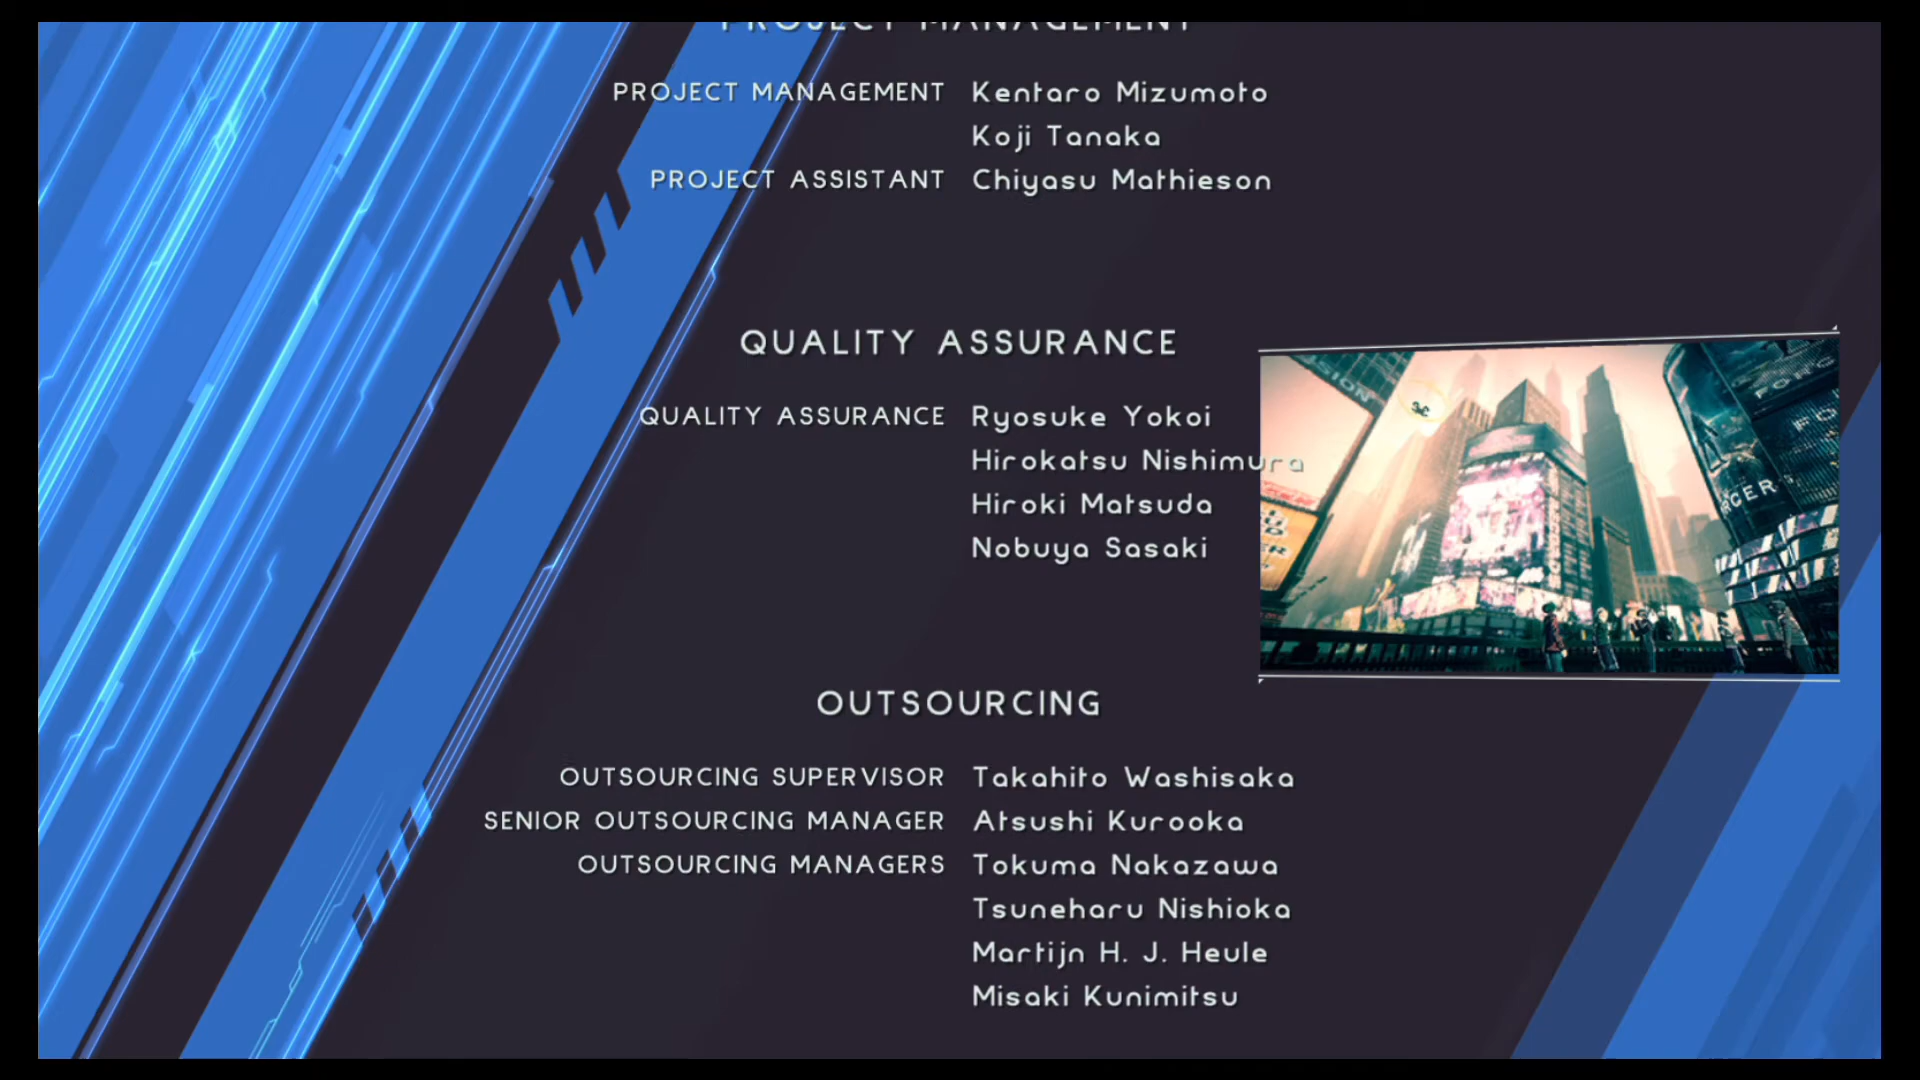 PROJECT MANAGEMENT
PROJECT MANAGEMENT Kentaro Mizumoto
Koji Tanaka
PROJECT ASSISTANT Chiyasu Mathieson
QUALITY ASSURANCE
QUALITY ASSURANCE Ryosuke Yokoi
Hirokatsu Nishimura
Hiroki Matsuda
Nobuya Sasaki
OUTSOURCING
OUTSOURCING SUPERVISOR Takahito Washisaka
SENIOR OUTSOURCING MANAGER Atsushi Kurooka
OUTSOURCING MANAGERS Tokuma Nakazawa
Tsuneharu Nishioka
Martijn H. J. Heule
Misaki Kunimitsu